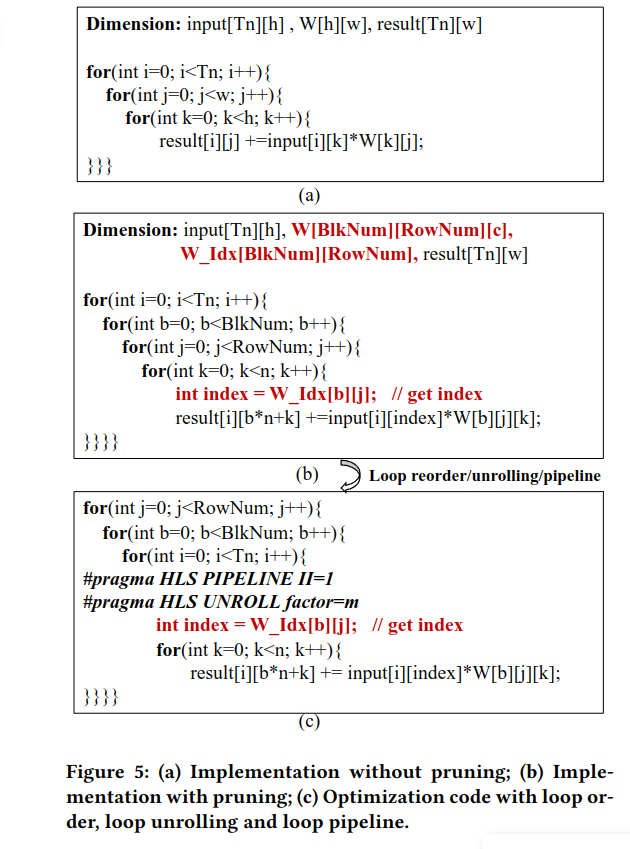 Dimension: input[Tn][h] , W[h][w], result[Tn][w]
for(int i=0; i<Tn; i++){
for(int j=0; j<w; j++){
for(int k=0; k<h; k++){
result[i][j] +=input[i][k]*W[k][j];
}}}
(a)
Dimension: input[Tn][h], W[BlkNum][RowNum][c],
W_Idx[BlkNum][RowNum], result[Tn][w]
for(int i=0; i<Tn; i++){
for(int b=0; b<BlkNum; b++){
for(int j=0; j<RowNum; j++){
for(int k=0; k<n; k++){
int index = W_Idx[b][j]; // get index
result[i][b*n+k] +=input[i][index]*W[b][j][k];
}}}}
(b) Loop reorder/unrolling/pipeline
for(int j=0; j<RowNum; j++){
for(int b=0; b<BlkNum; b++){
for(int i=0; i<Tn; i++){
#pragma HLS PIPELINE II=1
#pragma HLS UNROLL factor=m
int index = W_Idx[b][j]; // get index
for(int k=0; k<n; k++){
result[i][b*n+k] += input[i][index]*W[b][j][k];
}}}}
(c)
Figure 5: (a) Implementation without pruning; (b) Imple-
mentation with pruning; (c) Optimization code with loop or-
der, loop unrolling and loop pipeline.